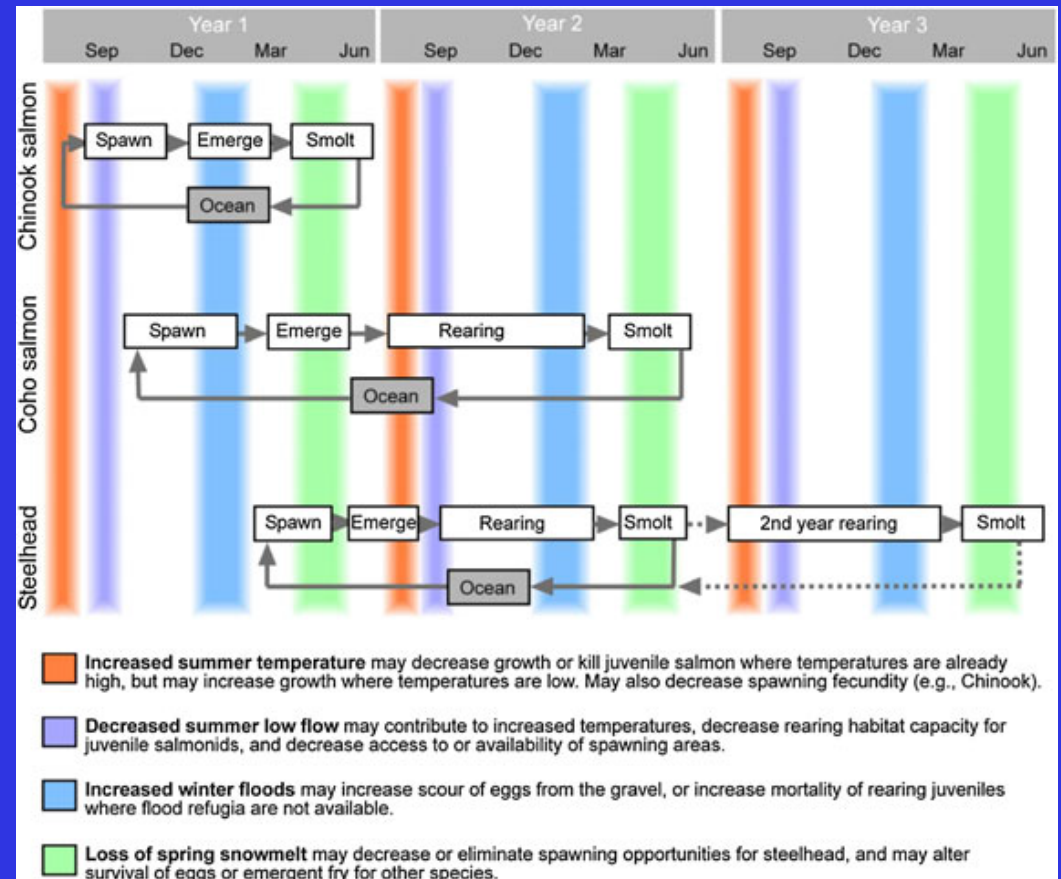 Year 1 Year 2 Year 3
Sep Dec Mar Jun Sep Dec Mar Jun Sep Dec Mar Jun
Chinook salmon
Spawn Emerge Smolt
Ocean
Coho salmon
Spawn Emerge Rearing Smolt
Ocean
Steelhead
Spawn Emerge Rearing Smolt 2nd year rearing Smolt
Ocean
Increased summer temperature may decrease growth or kill juvenile salmon where temperatures are already
high, but may increase growth where temperatures are low. May also decrease spawning fecundity (e.g., Chinook).
Decreased summer low flow may contribute to increased temperatures, decrease rearing habitat capacity for
juvenile salmonids, and decrease access to or availability of spawning areas.
Increased winter floods may increase scour of eggs from the gravel, or increase mortality of rearing juveniles
where flood refugia are not available.
Loss of spring snowmelt may decrease or eliminate spawning opportunities for steelhead, and may alter
survival of eggs or emergent fry for other species.